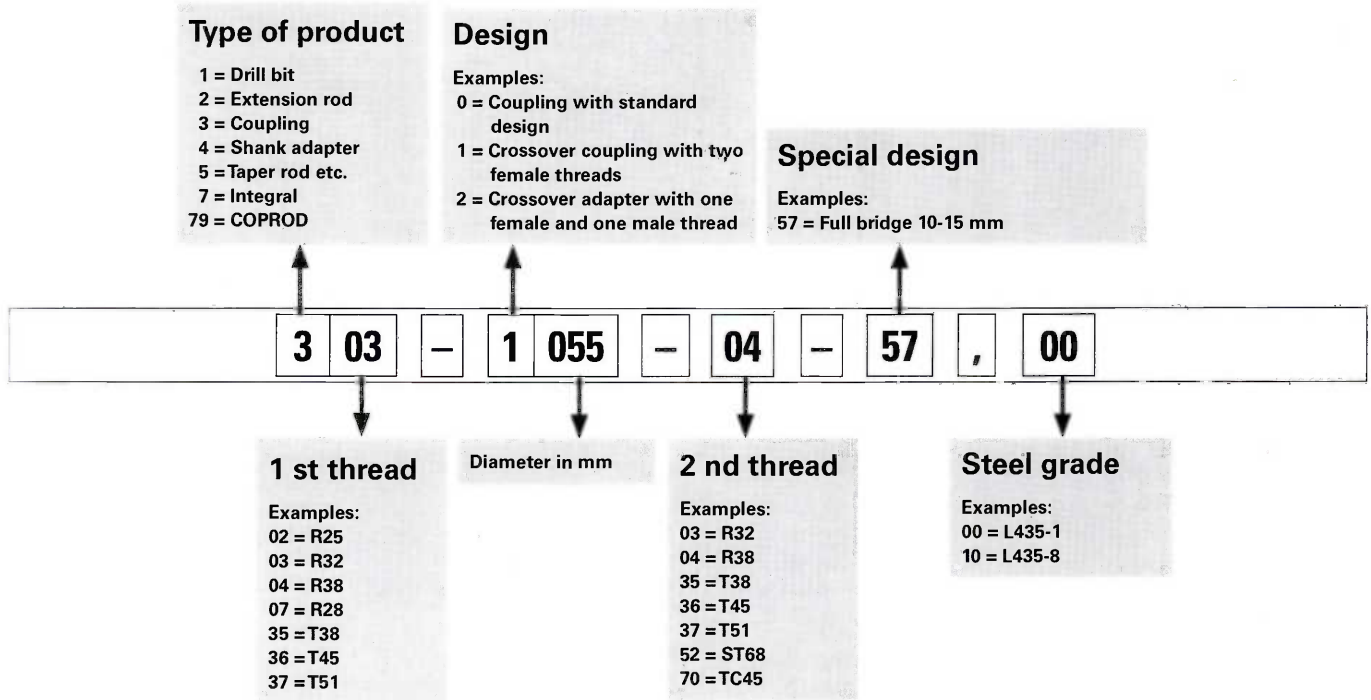 Type of product
1 = Drill bit
2 = Extension rod
3 = Coupling
4 = Shank adapter
5 =Taper rod etc.
7 = Integral
79 = COPROD
Design
Examples:
0 = Coupling with standard
design
1 = Crossover coupling with two
female threads
2 = Crossover adapter with one
female and one male thread
Special design
Examples:
57 = Full bridge 10-15 mm
3 03 – 1 055 – 04 – 57 , 00
1 st thread
Examples:
02 = R25
03 = R32
04 = R38
07 = R28
35 =T38
36 =T45
37 =T51
Diameter in mm
2 nd thread
Examples:
03 = R32
04 = R38
35 =T38
36 =T45
37 =T51
52 = ST68
70 =TC45
Steel grade
Examples:
00 = L435-1
10 = L435-8